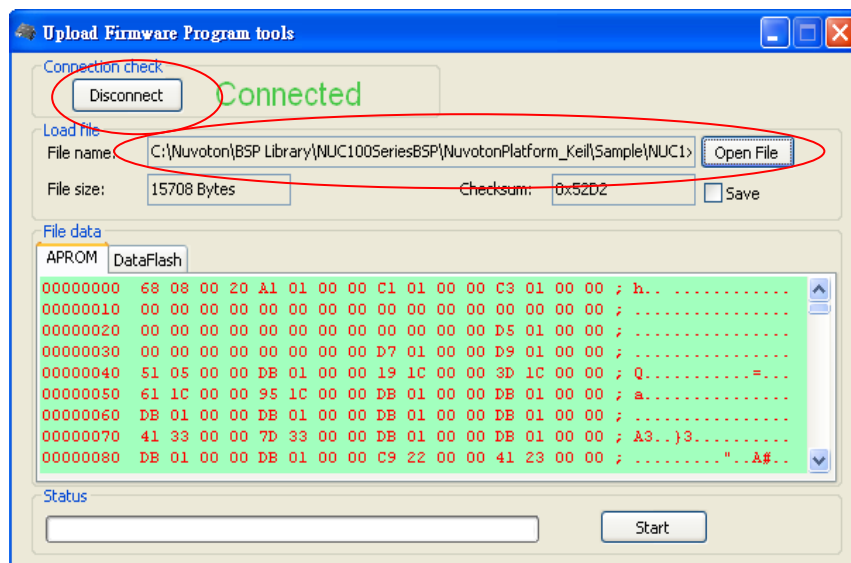 Upload Firmware Program tools
Connection check
Disconnect Connected
Load file
File name: C:\Nuvoton\BSP Library\NUC100SeriesBSP\NuvotonPlatform_Keil\Sample\NUC1x Open File
File size: 15708 Bytes Checksum: 0x52D2 Save
File data
APROM DataFlash
00000000 68 08 00 20 A1 01 00 00 C1 01 00 00 C3 01 00 00 ; h.. ............
00000010 00 00 00 00 00 00 00 00 00 00 00 00 00 00 00 00 ; ................
00000020 00 00 00 00 00 00 00 00 00 00 00 00 D5 01 00 00 ; ................
00000030 00 00 00 00 00 00 00 00 D7 01 00 00 D9 01 00 00 ; ................
00000040 51 05 00 00 DB 01 00 00 19 1C 00 00 3D 1C 00 00 ; Q...........=...
00000050 61 1C 00 00 95 1C 00 00 DB 01 00 00 DB 01 00 00 ; a...............
00000060 DB 01 00 00 DB 01 00 00 DB 01 00 00 DB 01 00 00 ; ................
00000070 41 33 00 00 7D 33 00 00 DB 01 00 00 DB 01 00 00 ; A3..}3..........
00000080 DB 01 00 00 DB 01 00 00 C9 22 00 00 41 23 00 00 ; ........."..A#..
Status
Start